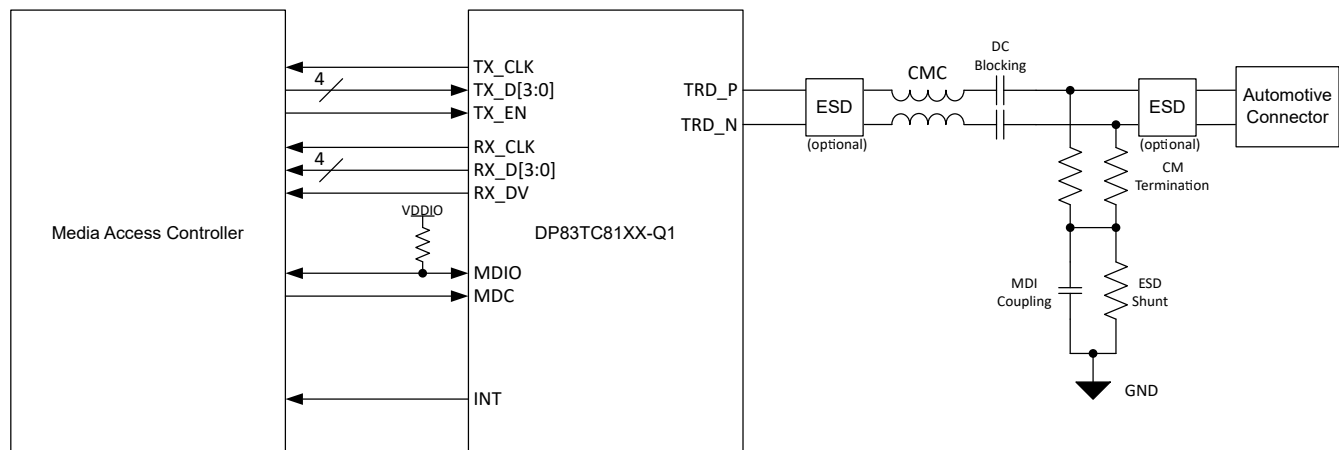 Media Access Controller
4
4
VDDIO
TX_CLK
TX_D[3:0]
TX_EN
RX_CLK
RX_D[3:0]
RX_DV
MDIO
MDC
INT
DP83TC81XX-Q1
TRD_P
TRD_N
ESD
(optional)
CMC
DC
Blocking
ESD
(optional)
Automotive
Connector
CM
Termination
MDI
Coupling
ESD
Shunt
GND